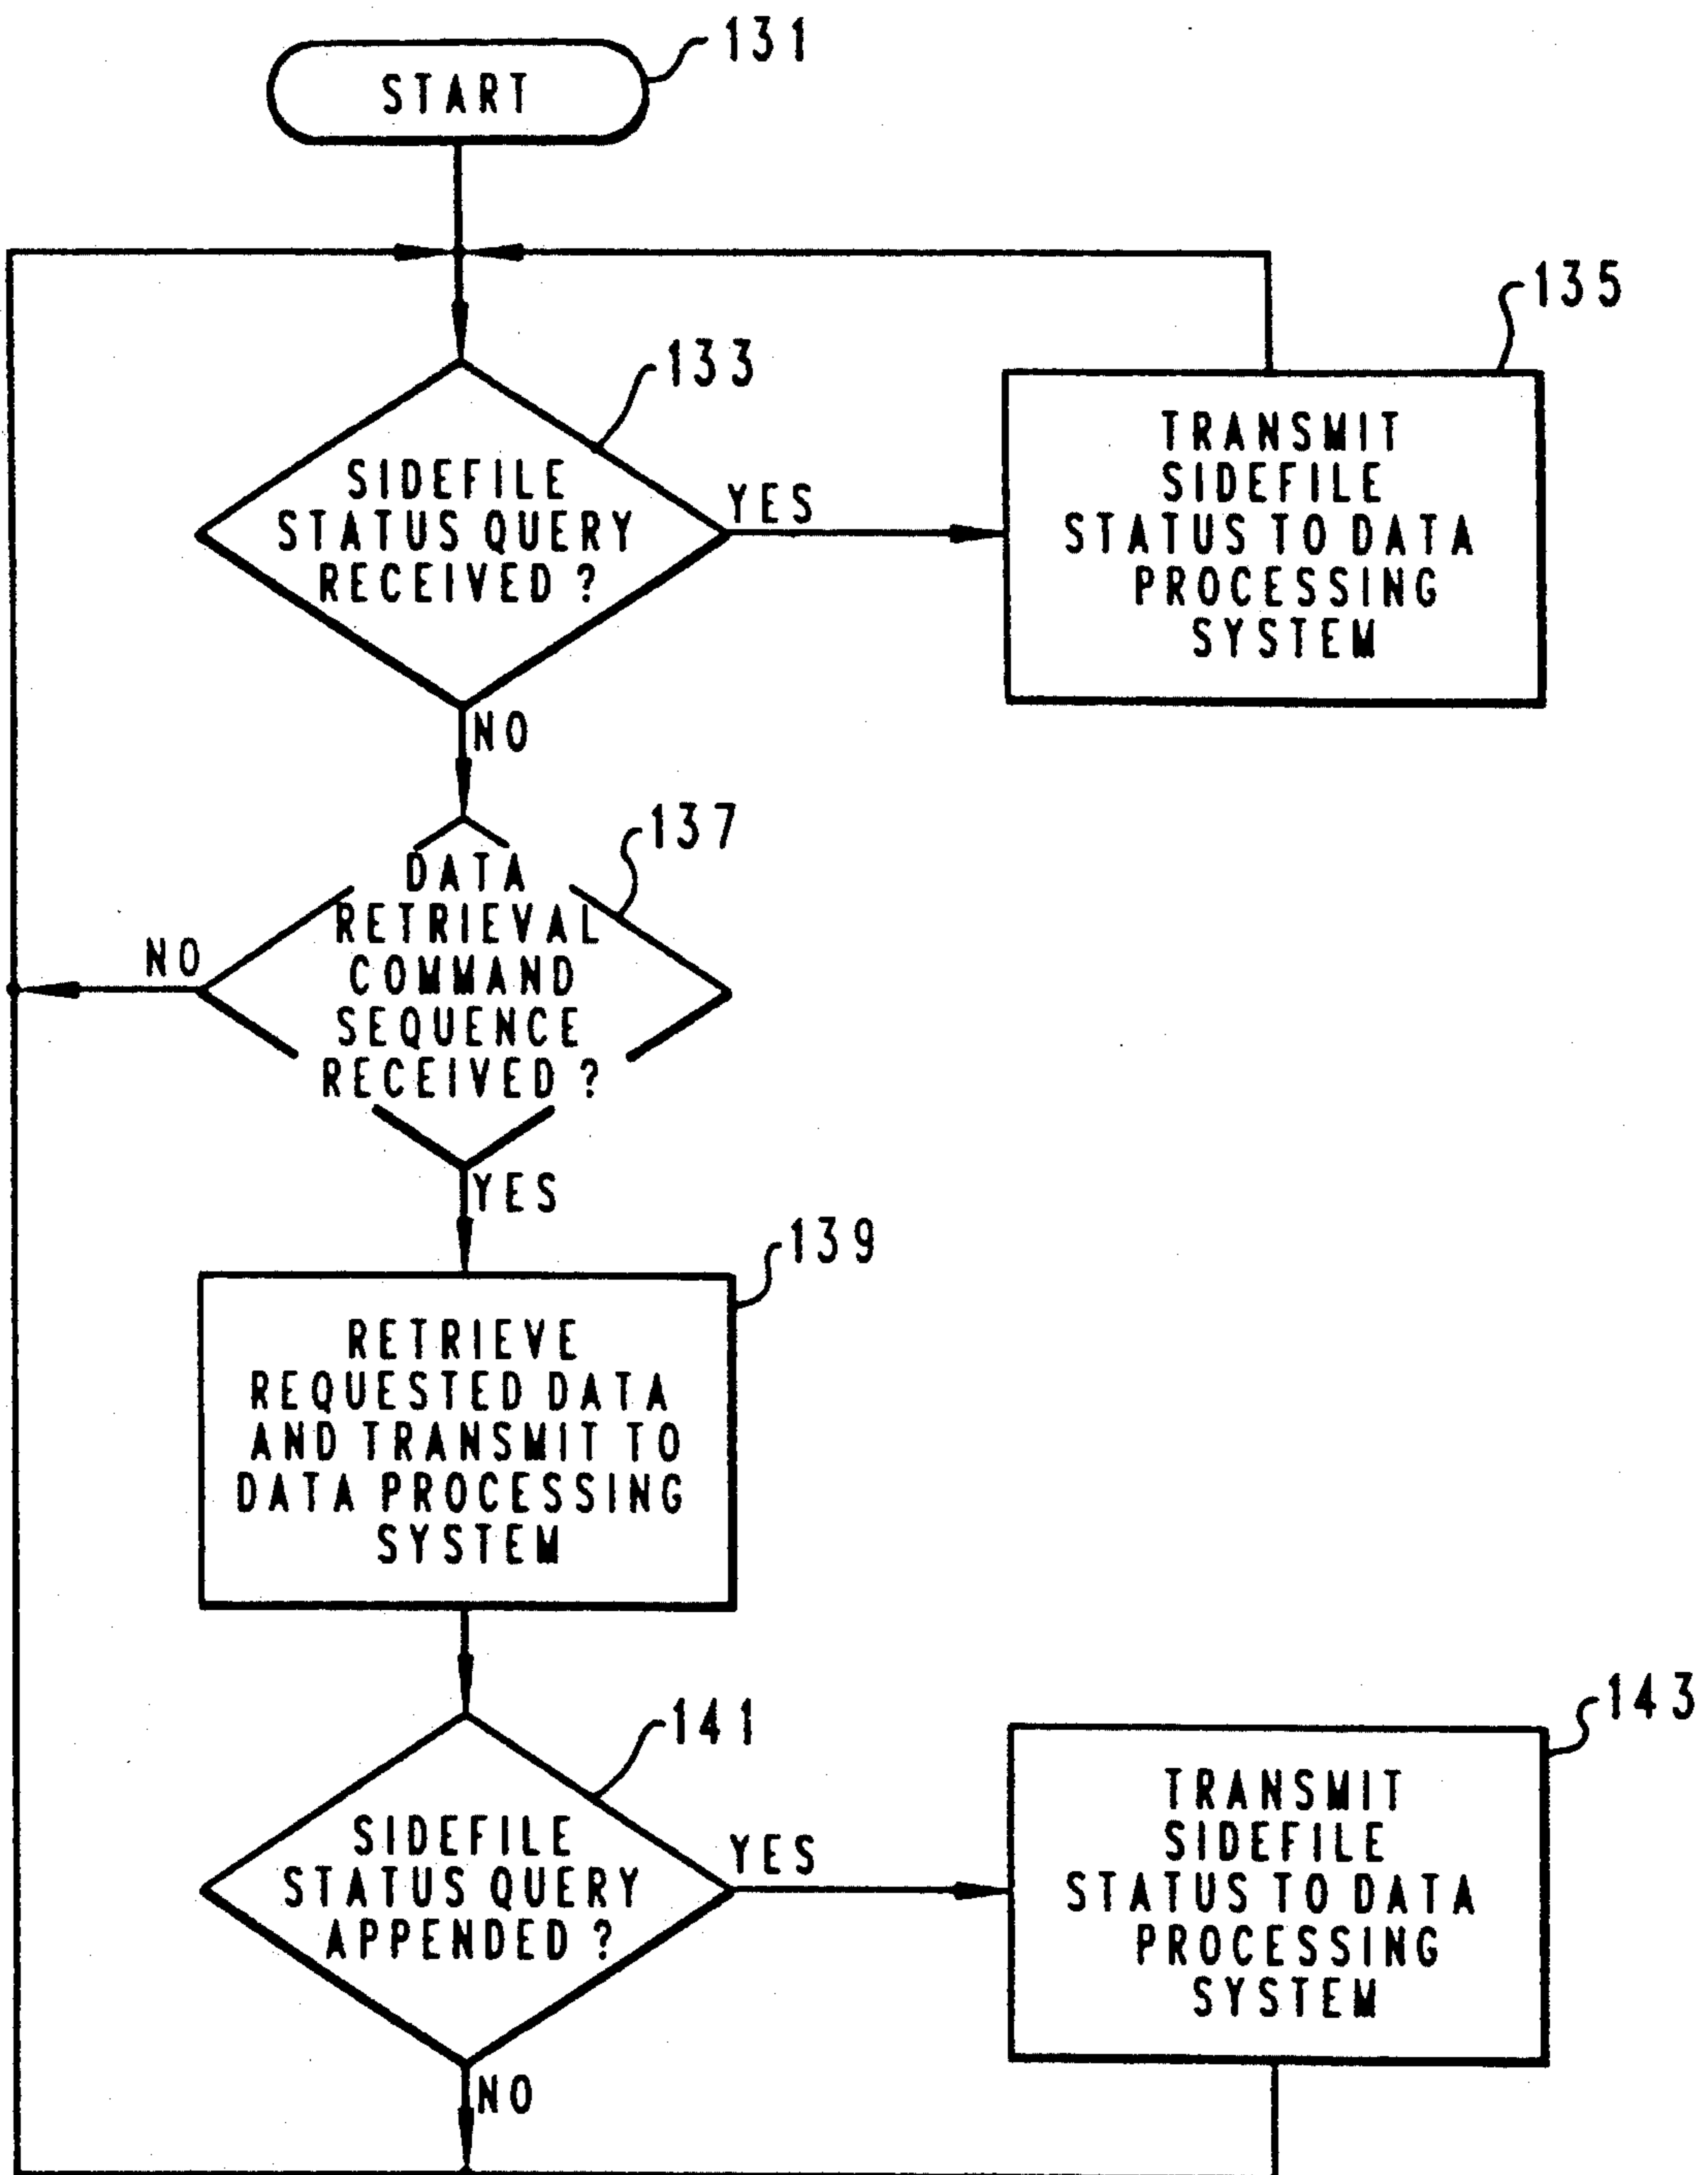 131
START
133
SIDEFILE
STATUS QUERY
RECEIVED ?
YES
135
TRANSMIT
SIDEFILE
STATUS TO DATA
PROCESSING
SYSTEM
NO
137
DATA
RETRIEVAL
COMMAND
SEQUENCE
RECEIVED ?
NO
YES
139
RETRIEVE
REQUESTED DATA
AND TRANSMIT TO
DATA PROCESSING
SYSTEM
141
SIDEFILE
STATUS QUERY
APPENDED ?
YES
143
TRANSMIT
SIDEFILE
STATUS TO DATA
PROCESSING
SYSTEM
NO